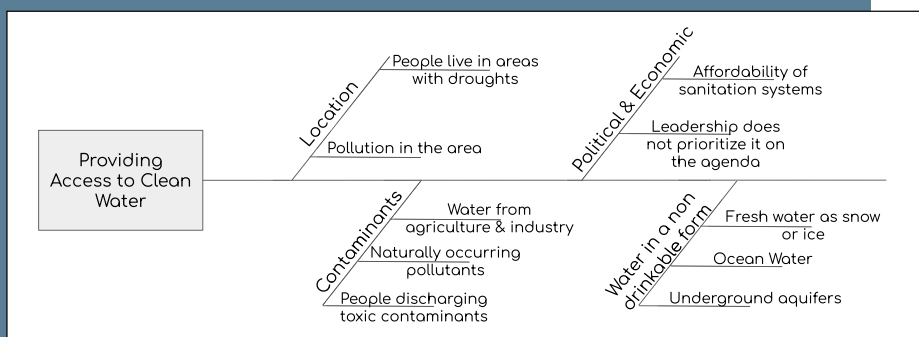 Providing
Access to Clean
Water
Location
People live in areas
with droughts
Pollution in the area
Political & Economic
Affordability of
sanitation systems
Leadership does
not prioritize it on
the agenda
Contaminants
Water from
agriculture & industry
Naturally occurring
pollutants
People discharging
toxic contaminants
Water in a non
drinkable form
Fresh water as snow
or ice
Ocean Water
Underground aquifers